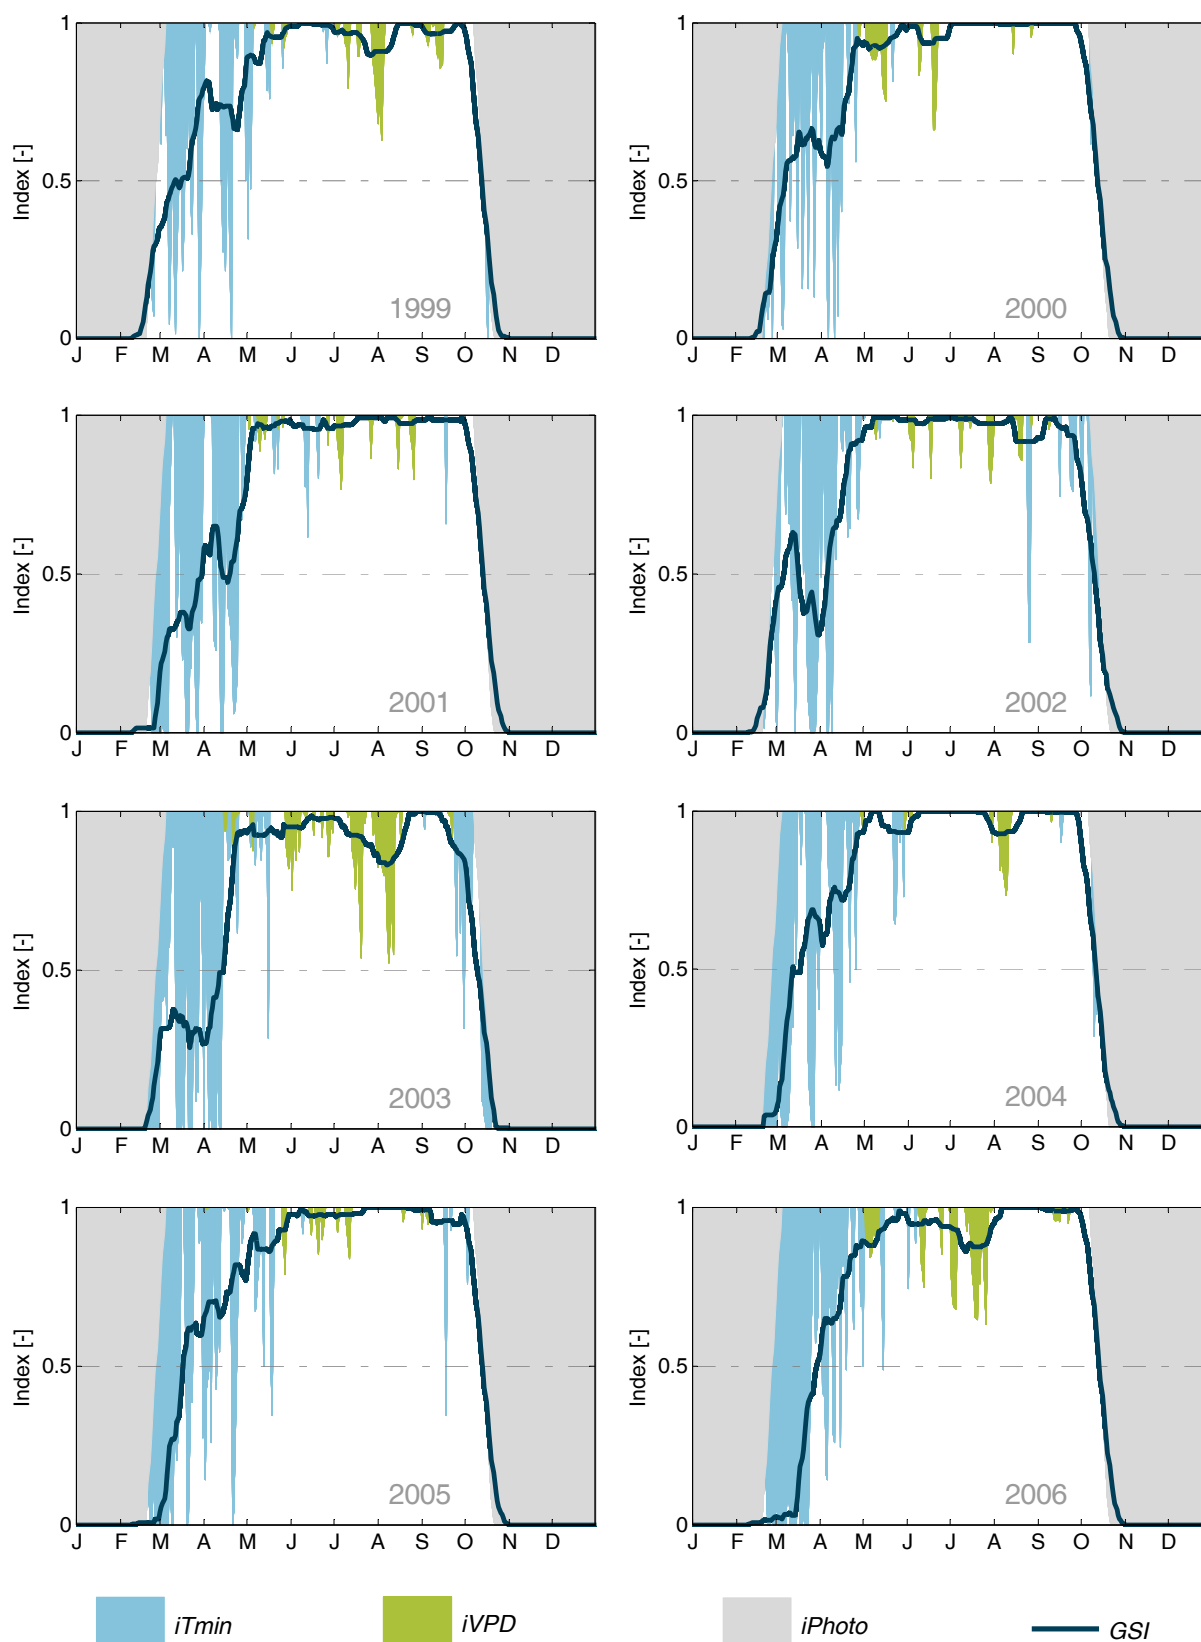 1
0.5
0
Index [-]
1999
J F M A M J J A S O N D
1
0.5
0
Index [-]
2000
J F M A M J J A S O N D
1
0.5
0
Index [-]
2001
J F M A M J J A S O N D
1
0.5
0
Index [-]
2002
J F M A M J J A S O N D
1
0.5
0
Index [-]
2003
J F M A M J J A S O N D
1
0.5
0
Index [-]
2004
J F M A M J J A S O N D
1
0.5
0
Index [-]
2005
J F M A M J J A S O N D
1
0.5
0
Index [-]
2006
J F M A M J J A S O N D
iTmin iVPD iPhoto GSI